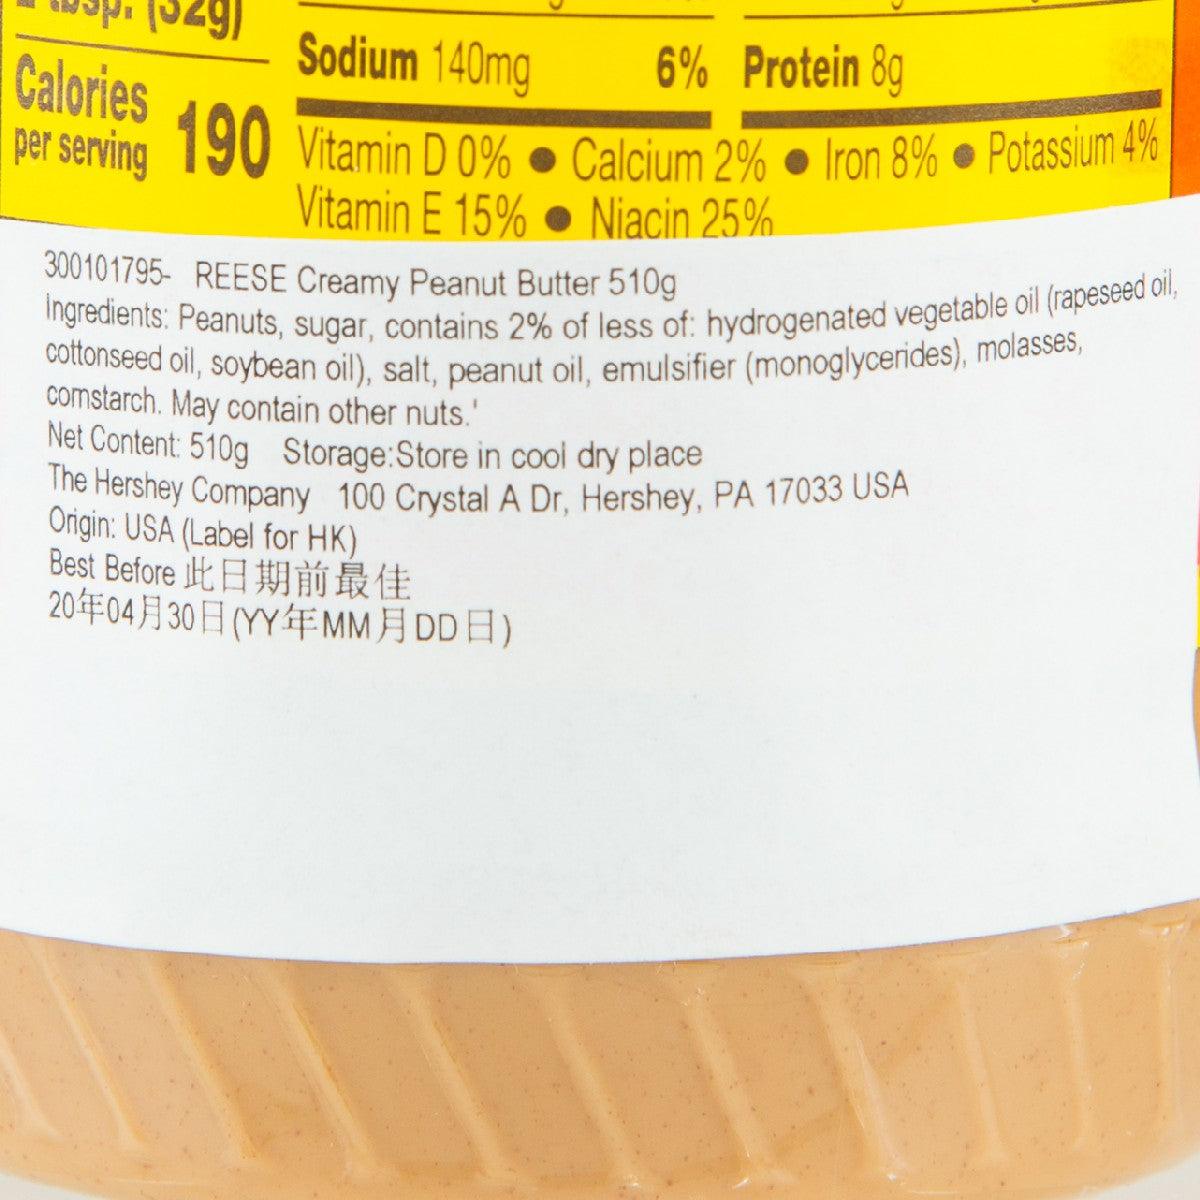 tbsp. (32g)
Calories
per serving 190
Sodium 140mg 6% Protein 8g
Vitamin D 0% ● Calcium 2% ● Iron 8% ● Potassium 4%
Vitamin E 15% ● Niacin 25%
300101795- REESE Creamy Peanut Butter 510g
Ingredients: Peanuts, sugar, contains 2% of less of: hydrogenated vegetable oil (rapeseed oil,
cottonseed oil, soybean oil), salt, peanut oil, emulsifier (monoglycerides), molasses,
cornstarch. May contain other nuts.'
Net Content: 510g Storage:Store in cool dry place
The Hershey Company 100 Crystal A Dr, Hershey, PA 17033 USA
Origin: USA (Label for HK)
Best Before 此日期前最佳
20年04月30日(YY年MM月DD日)